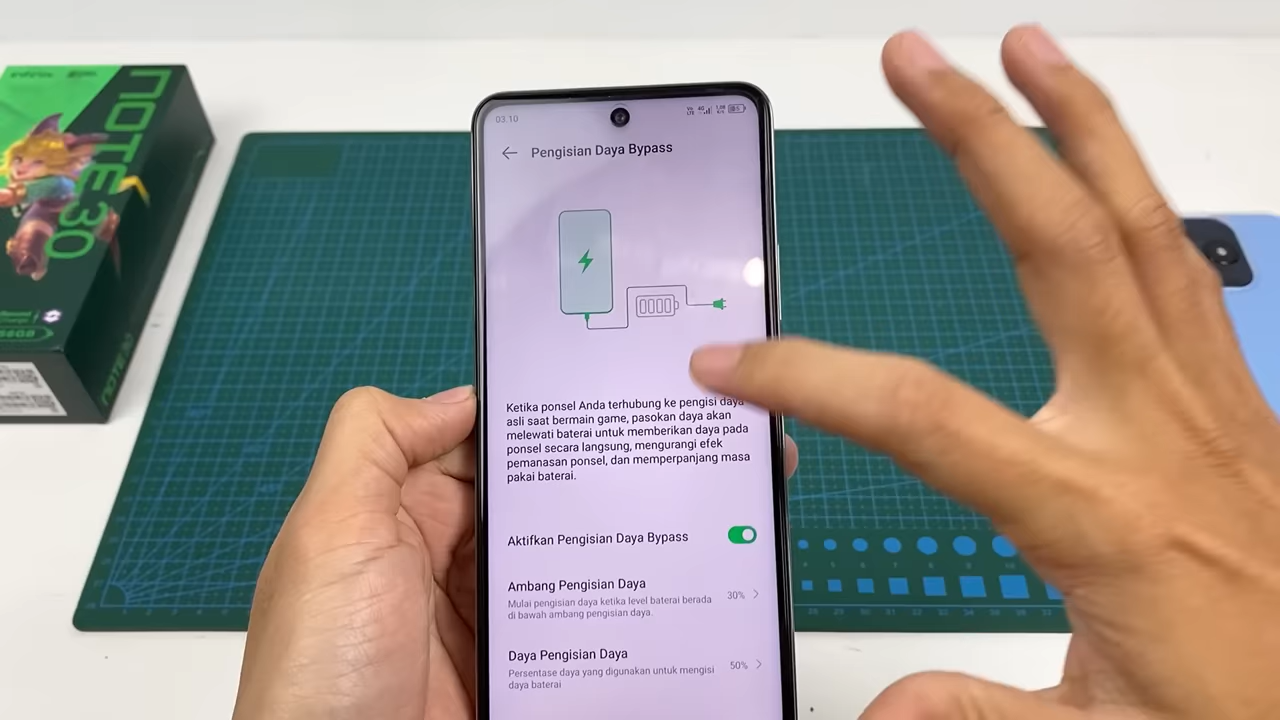 NOTE 30
03.10
Pengisian Daya Bypass
Ketika ponsel Anda terhubung ke pengisi daya
asli saat bermain game, pasokan daya akan
melewati baterai untuk memberikan daya pada
ponsel secara langsung, mengurangi efek
pemanasan ponsel, dan memperpanjang masa
pakai baterai.
Aktifkan Pengisian Daya Bypass
Ambang Pengisian Daya
Mulai pengisian daya ketika level baterai berada
di bawah ambang pengisian daya.
30%
Daya Pengisian Daya
Persentase daya yang digunakan untuk mengisi
daya baterai
50%